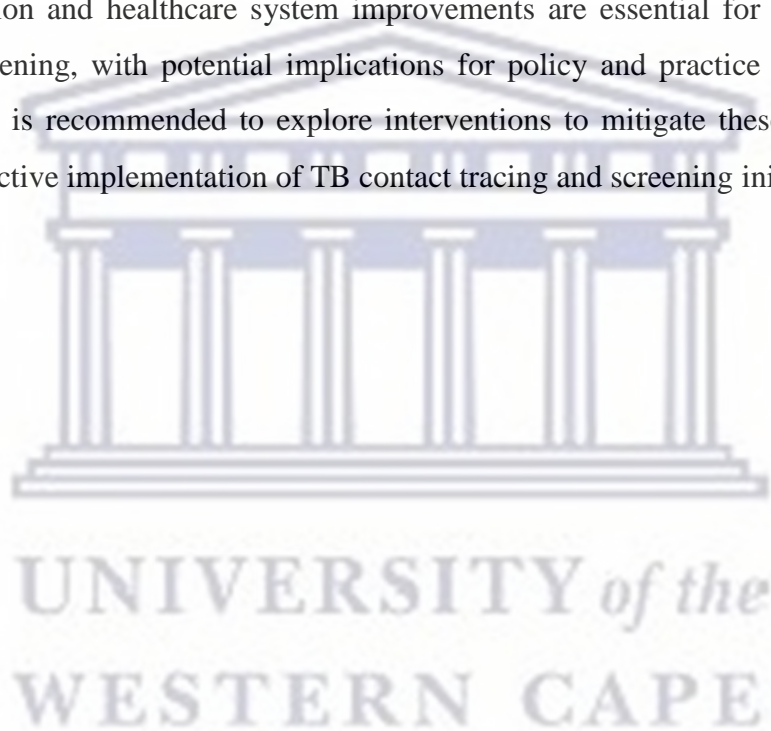 ion and healthcare system improvements are essential for
ening, with potential implications for policy and practice
is recommended to explore interventions to mitigate these
ctive implementation of TB contact tracing and screening ini
UNIVERSITY of the
WESTERN CAPE